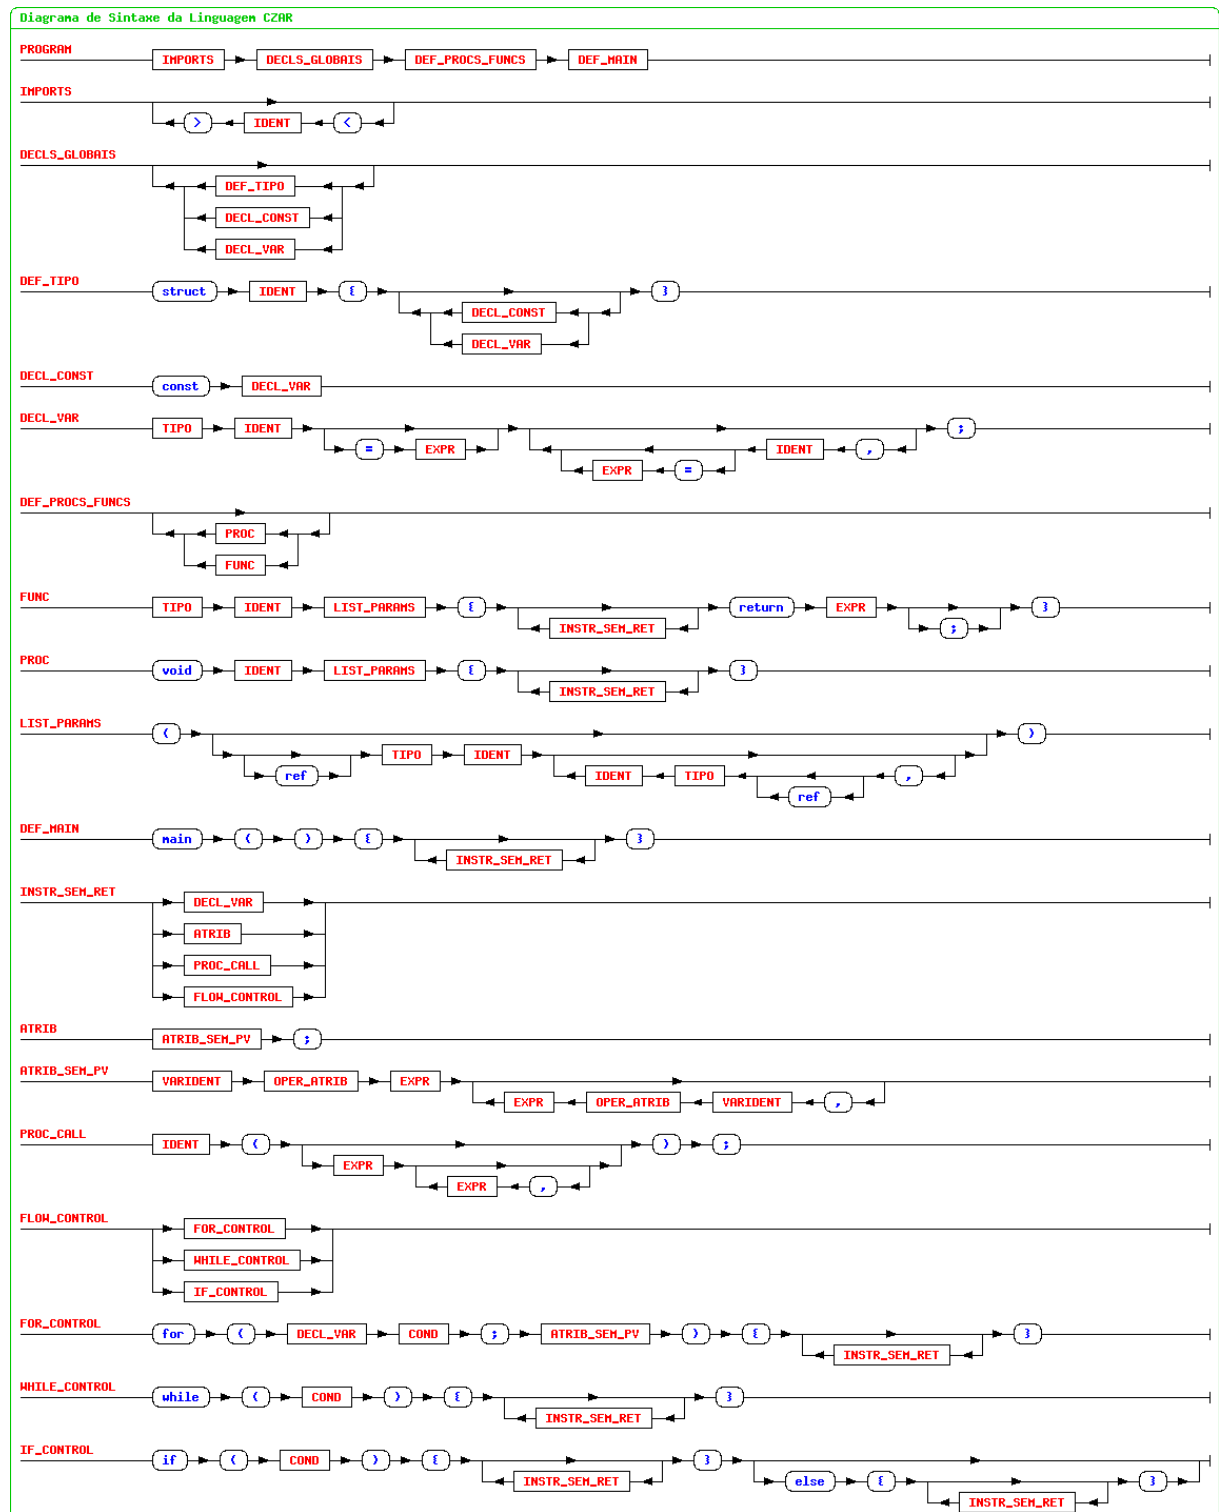 Diagrama de Sintaxe da Linguagem CZAR
PROGRAM
IMPORTS DECLS_GLOBAIS DEF_PROCS_FUNCS DEF_MAIN
IMPORTS
> IDENT <
DECLS_GLOBAIS
DEF_TIPO
DECL_CONST
DECL_VAR
DEF_TIPO
struct IDENT { }
DECL_CONST
DECL_VAR
DECL_CONST
const DECL_VAR
DECL_VAR
TIPO IDENT ;
= EXPR IDENT ,
EXPR =
DEF_PROCS_FUNCS
PROC
FUNC
FUNC
TIPO IDENT LIST_PARAMS { return EXPR }
INSTR_SEM_RET ;
PROC
void IDENT LIST_PARAMS { }
INSTR_SEM_RET
LIST_PARAMS
( )
TIPO IDENT
ref IDENT TIPO ,
ref
DEF_MAIN
main ( ) { }
INSTR_SEM_RET
INSTR_SEM_RET
DECL_VAR
ATRIB
PROC_CALL
FLOW_CONTROL
ATRIB
ATRIB_SEM_PV ;
ATRIB_SEM_PV
VARIDENT OPER_ATRIB EXPR
EXPR OPER_ATRIB VARIDENT ,
PROC_CALL
IDENT ( ) ;
EXPR
EXPR ,
FLOW_CONTROL
FOR_CONTROL
WHILE_CONTROL
IF_CONTROL
FOR_CONTROL
for ( DECL_VAR COND ; ATRIB_SEM_PV ) { }
INSTR_SEM_RET
WHILE_CONTROL
while ( COND ) { }
INSTR_SEM_RET
IF_CONTROL
if ( COND ) { }
INSTR_SEM_RET else { }
INSTR_SEM_RET